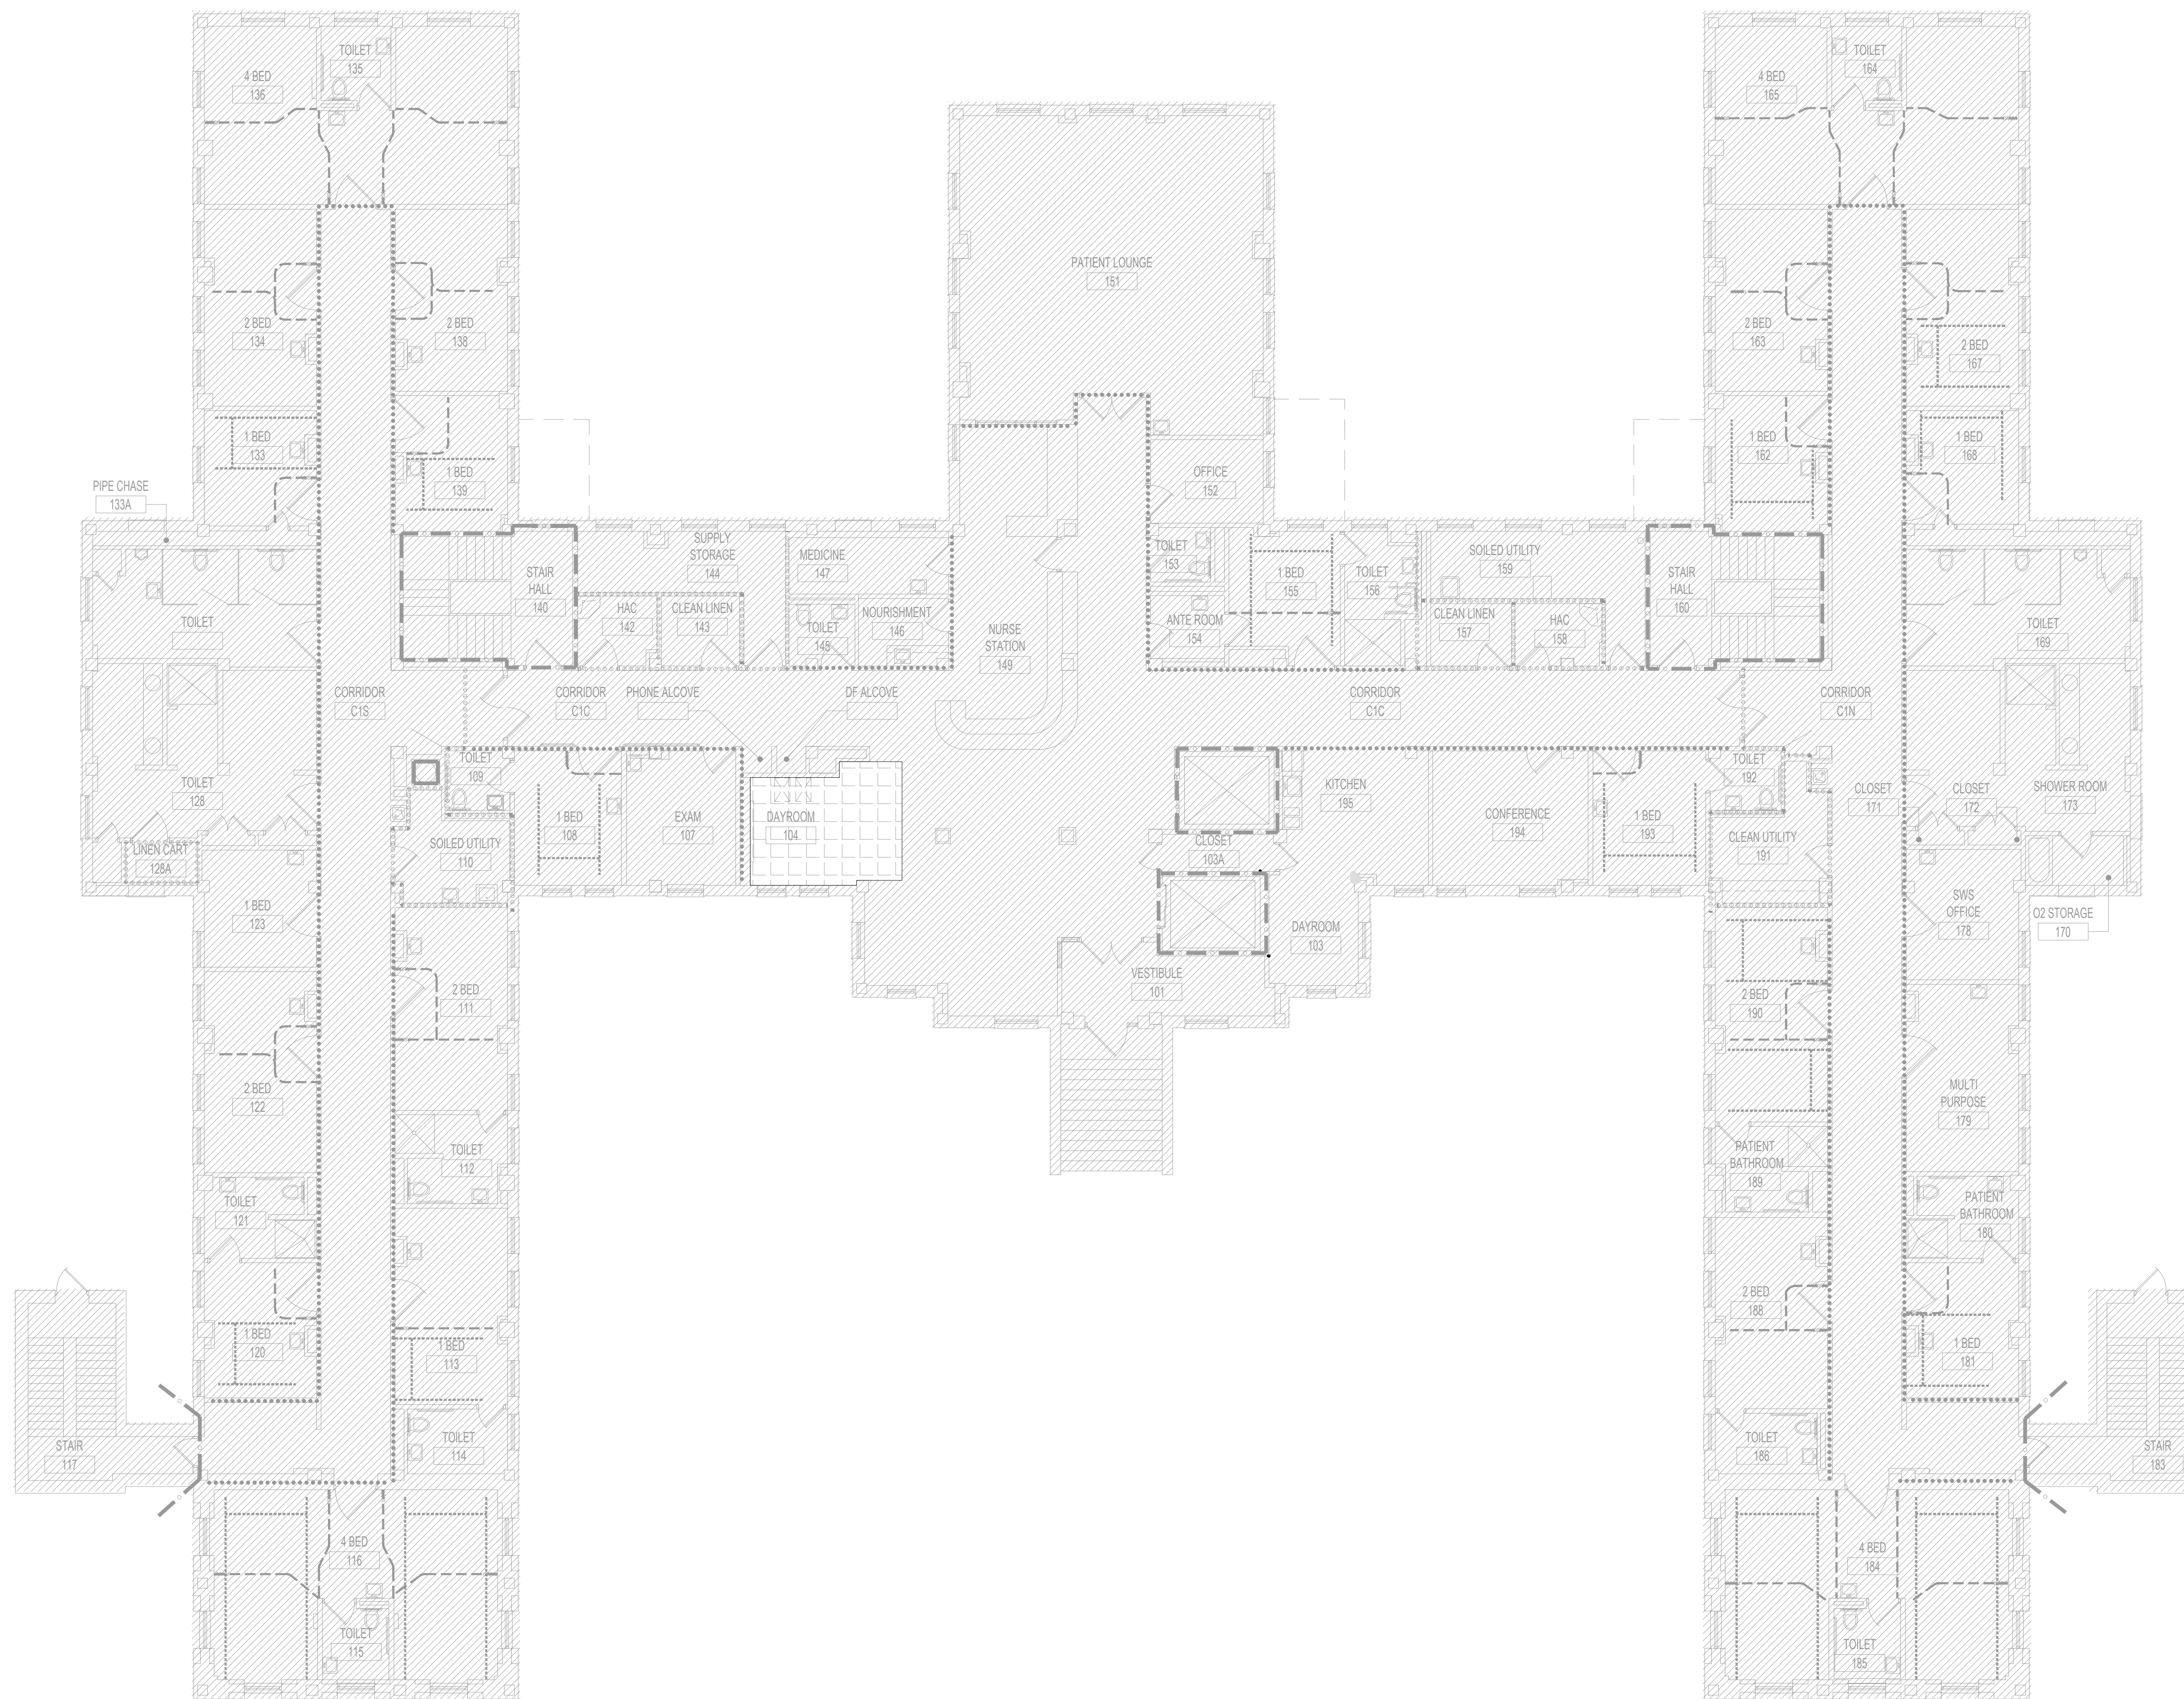 TOILET
135
4 BED
136
TOILET
164
4 BED
165
PATIENT LOUNGE
151
2 BED
134
2 BED
138
2 BED
163
2 BED
167
1 BED
133
1 BED
139
OFFICE
152
1 BED
162
1 BED
168
PIPE CHASE
133A
STAIR
HALL
140
SUPPLY
STORAGE
144
MEDICINE
147
TOILET
153
1 BED
155
TOILET
156
SOILED UTILITY
159
STAIR
HALL
160
TOILET
HAC
142
CLEAN LINEN
143
TOILET
145
NOURISHMENT
146
NURSE
STATION
149
ANTE ROOM
154
CLEAN LINEN
157
HAC
158
TOILET
169
CORRIDOR
C1S
CORRIDOR
C1C
PHONE ALCOVE
DF ALCOVE
CORRIDOR
C1C
CORRIDOR
C1N
TOILET
128
TOILET
109
1 BED
108
EXAM
107
DAYROOM
104
KITCHEN
195
CONFERENCE
194
1 BED
193
TOILET
192
CLOSET
171
CLOSET
172
SHOWER ROOM
173
LINEN CART
128A
SOILED UTILITY
110
CLOSET
103A
CLEAN UTILITY
191
1 BED
123
SWS
OFFICE
178
O2 STORAGE
170
DAYROOM
103
2 BED
111
VESTIBULE
101
2 BED
190
2 BED
122
MULTI
PURPOSE
179
TOILET
112
PATIENT
BATHROOM
189
TOILET
121
PATIENT
BATHROOM
180
2 BED
188
1 BED
120
1 BED
113
1 BED
181
STAIR
117
TOILET
114
TOILET
186
STAIR
183
4 BED
116
4 BED
184
TOILET
115
TOILET
185